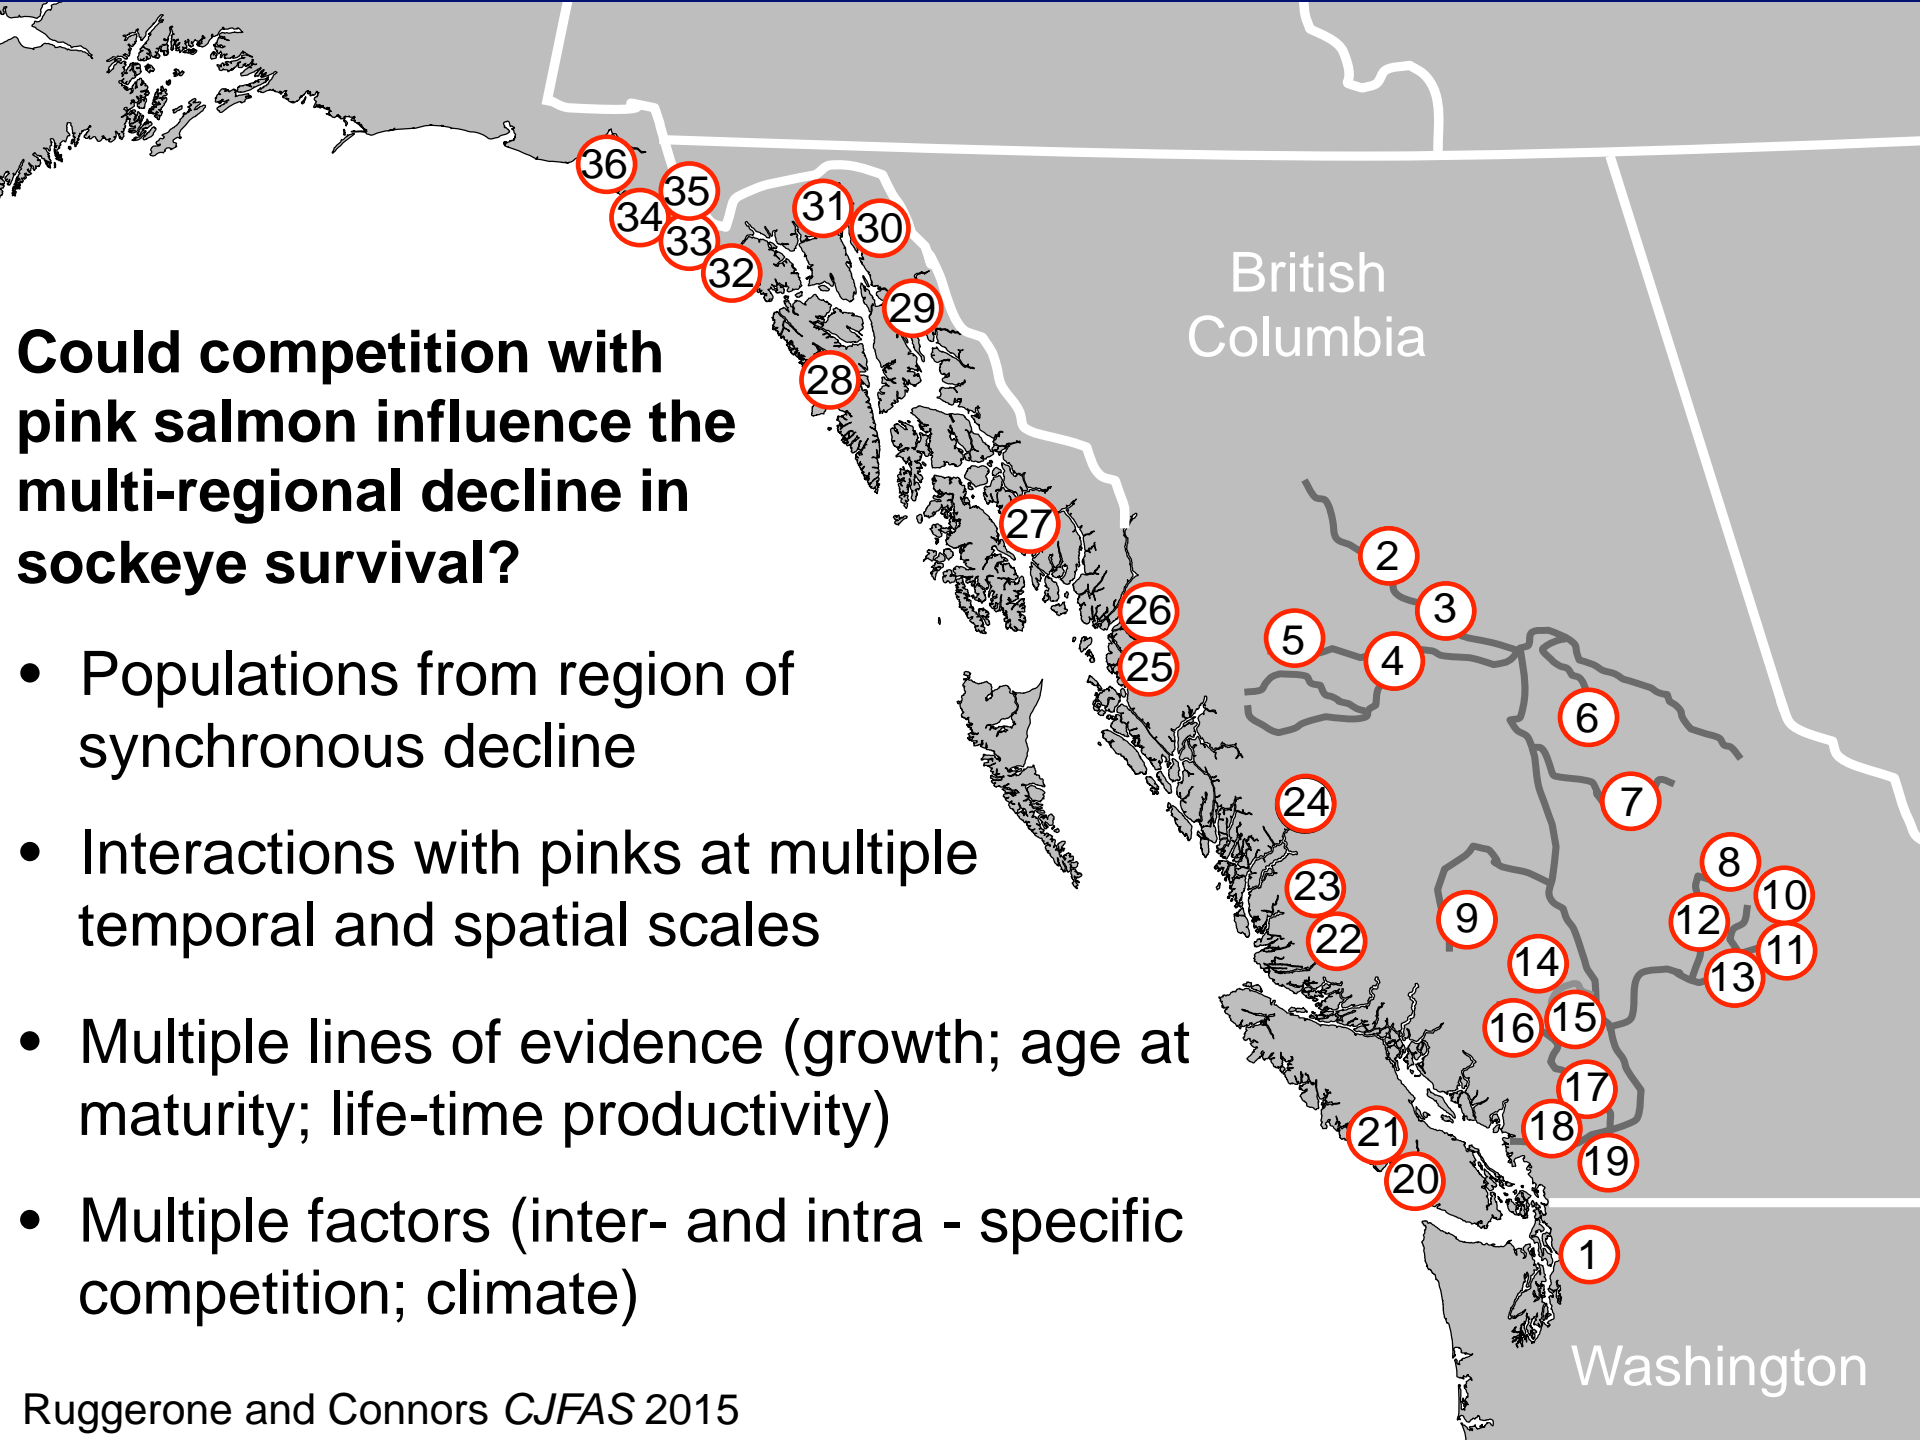 Could competition with
pink salmon influence the
multi-regional decline in
sockeye survival?
• Populations from region of
synchronous decline
• Interactions with pinks at multiple
temporal and spatial scales
• Multiple lines of evidence (growth; age at
maturity; life-time productivity)
• Multiple factors (inter- and intra - specific
competition; climate)
Ruggerone and Connors CJFAS 2015
British
Columbia
Washington
36
35
34
33
32
31
30
29
28
27
26
25
2
3
5
4
6
7
24
23
22
8
10
9
12
11
14
13
16
15
17
18
19
21
20
1